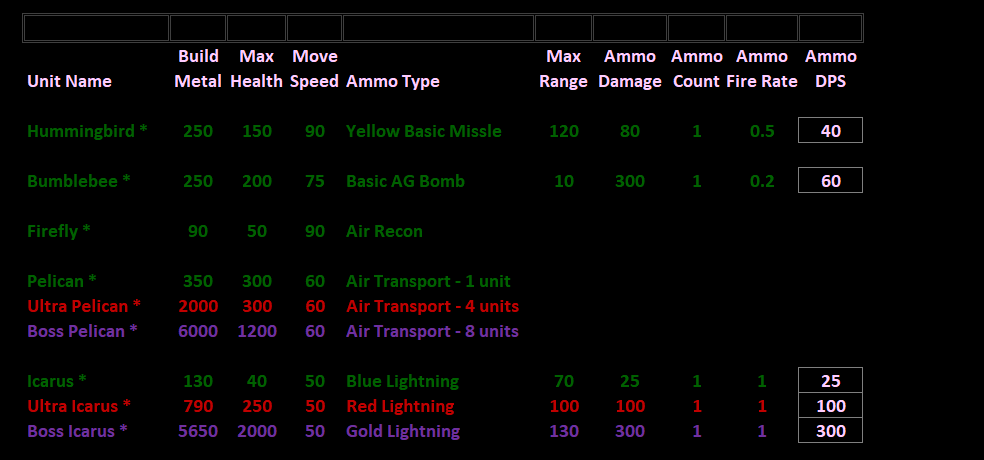 Build Max Move Max Ammo Ammo Ammo Ammo
Unit Name Metal Health Speed Ammo Type Range Damage Count Fire Rate DPS
Hummingbird * 250 150 90 Yellow Basic Missle 120 80 1 0.5 40
Bumblebee * 250 200 75 Basic AG Bomb 10 300 1 0.2 60
Firefly * 90 50 90 Air Recon
Pelican * 350 300 60 Air Transport - 1 unit
Ultra Pelican * 2000 300 60 Air Transport - 4 units
Boss Pelican * 6000 1200 60 Air Transport - 8 units
Icarus * 130 40 50 Blue Lightning 70 25 1 1 25
Ultra Icarus * 790 250 50 Red Lightning 100 100 1 1 100
Boss Icarus * 5650 2000 50 Gold Lightning 130 300 1 1 300